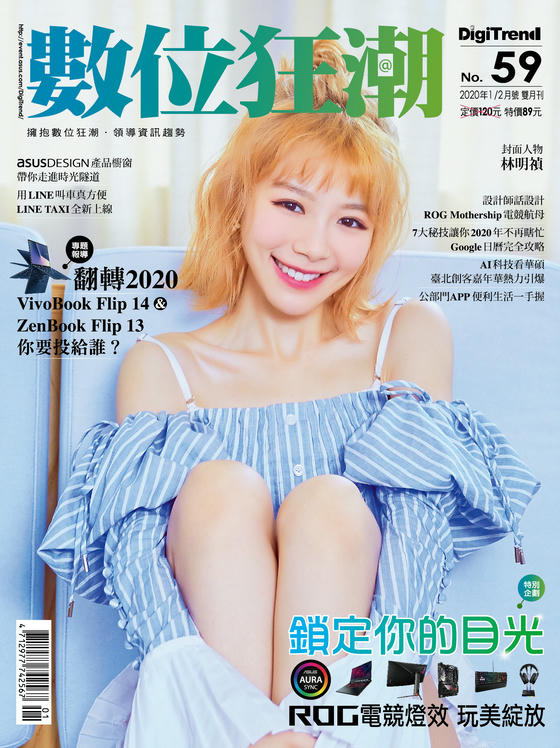 http://event.asus.com/DigiTrend/
數位狂潮
@
DigiTrend
No. 59
2020年1/2月號 雙月刊
定價120元 特價89元
擁抱數位狂潮‧領導資訊趨勢
ASUSDESIGN 產品櫥窗
帶你走進時光隧道
用LINE叫車真方便
LINE TAXI 全新上線
專題
報導
翻轉2020
VivoBook Flip 14 &
ZenBook Flip 13
你要投給誰？
封面人物
林明禎
設計師話設計
ROG Mothership 電競航母
7大秘技讓你2020年不再瞎忙
Google日曆完全攻略
AI科技看華碩
臺北創客嘉年華熱力引爆
公部門APP 便利生活一手握
特別
企劃
鎖定你的目光
ASUS
AURA
SYNC
ROG電競燈效 玩美綻放
4712977742567
01